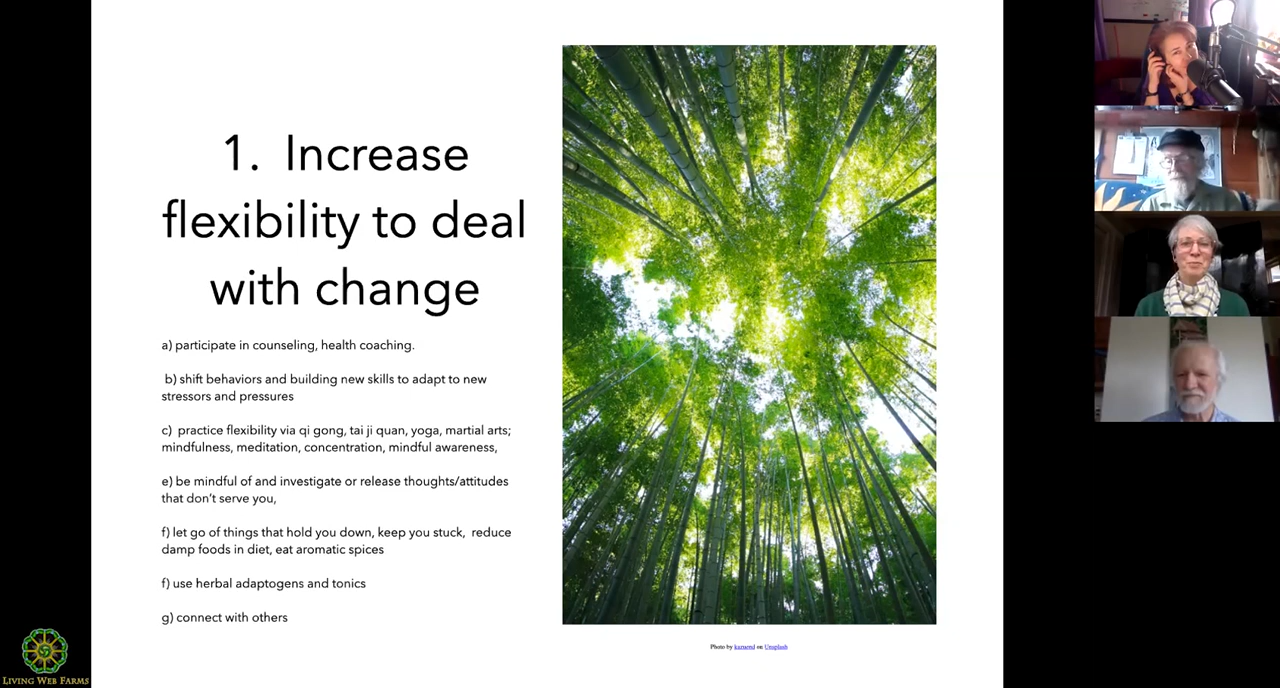 1. Increase
flexibility to deal
with change
a) participate in counseling, health coaching.
b) shift behaviors and building new skills to adapt to new
stressors and pressures
c) practice flexibility via qi gong, tai ji quan, yoga, martial arts;
mindfulness, meditation, concentration, mindful awareness,
e) be mindful of and investigate or release thoughts/attitudes
that don’t serve you,
f) let go of things that hold you down, keep you stuck, reduce
damp foods in diet, eat aromatic spices
f) use herbal adaptogens and tonics
g) connect with others
Photo by kazuend on Unsplash
LIVING WEB FARMS